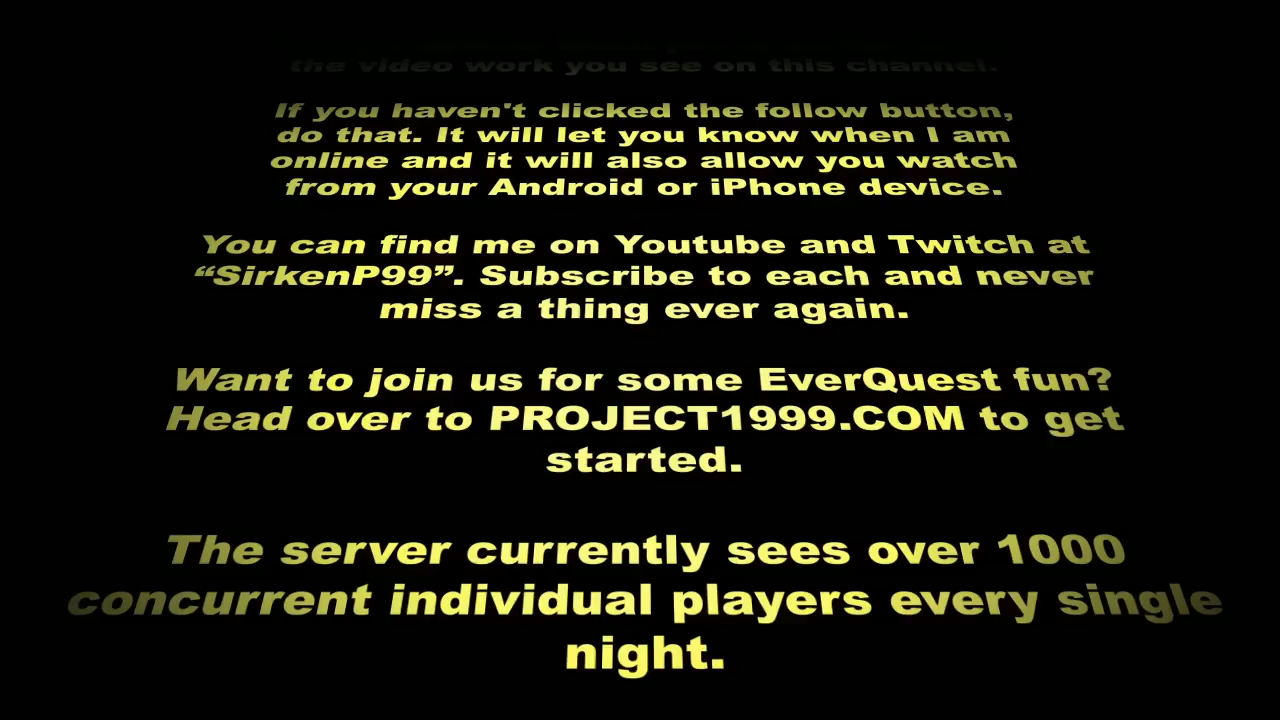 the video work you see on this channel.
If you haven't clicked the follow button,
do that. It will let you know when I am
online and it will also allow you watch
from your Android or iPhone device.
You can find me on Youtube and Twitch at
“SirkenP99”. Subscribe to each and never
miss a thing ever again.
Want to join us for some EverQuest fun?
Head over to PROJECT1999.COM to get
started.
The server currently sees over 1000
concurrent individual players every single
night.